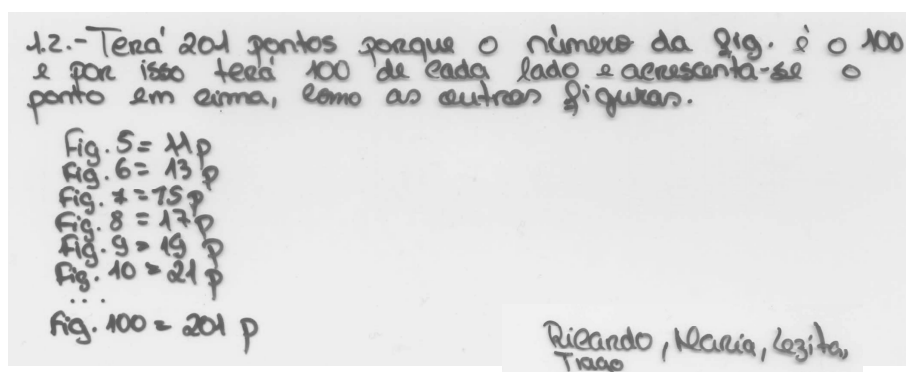 1.2.-Terá 201 pontos porque o número da fig. é o 100
e por isso terá 100 de cada lado e acrescenta-se o
ponto em cima, como as outras figuras.
Fig. 5 = 11 p
Fig. 6 = 13 p
Fig. 7 = 15 p
Fig. 8 = 17 p
Fig. 9 = 19 p
Fig. 10 = 21 p
...
Fig. 100 = 201 p
Ricardo, Maria, Lezita,
Tiago